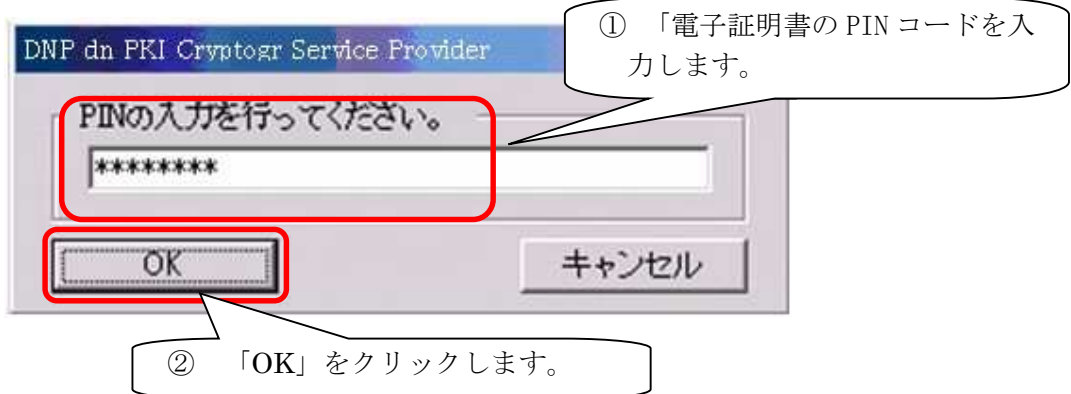 ① 「電子証明書の PIN コードを入
力します。
DNP dn PKI Cryptogr Service Provider
PINの入力を行ってください。
********
OK
キャンセル
② 「OK」をクリックします。